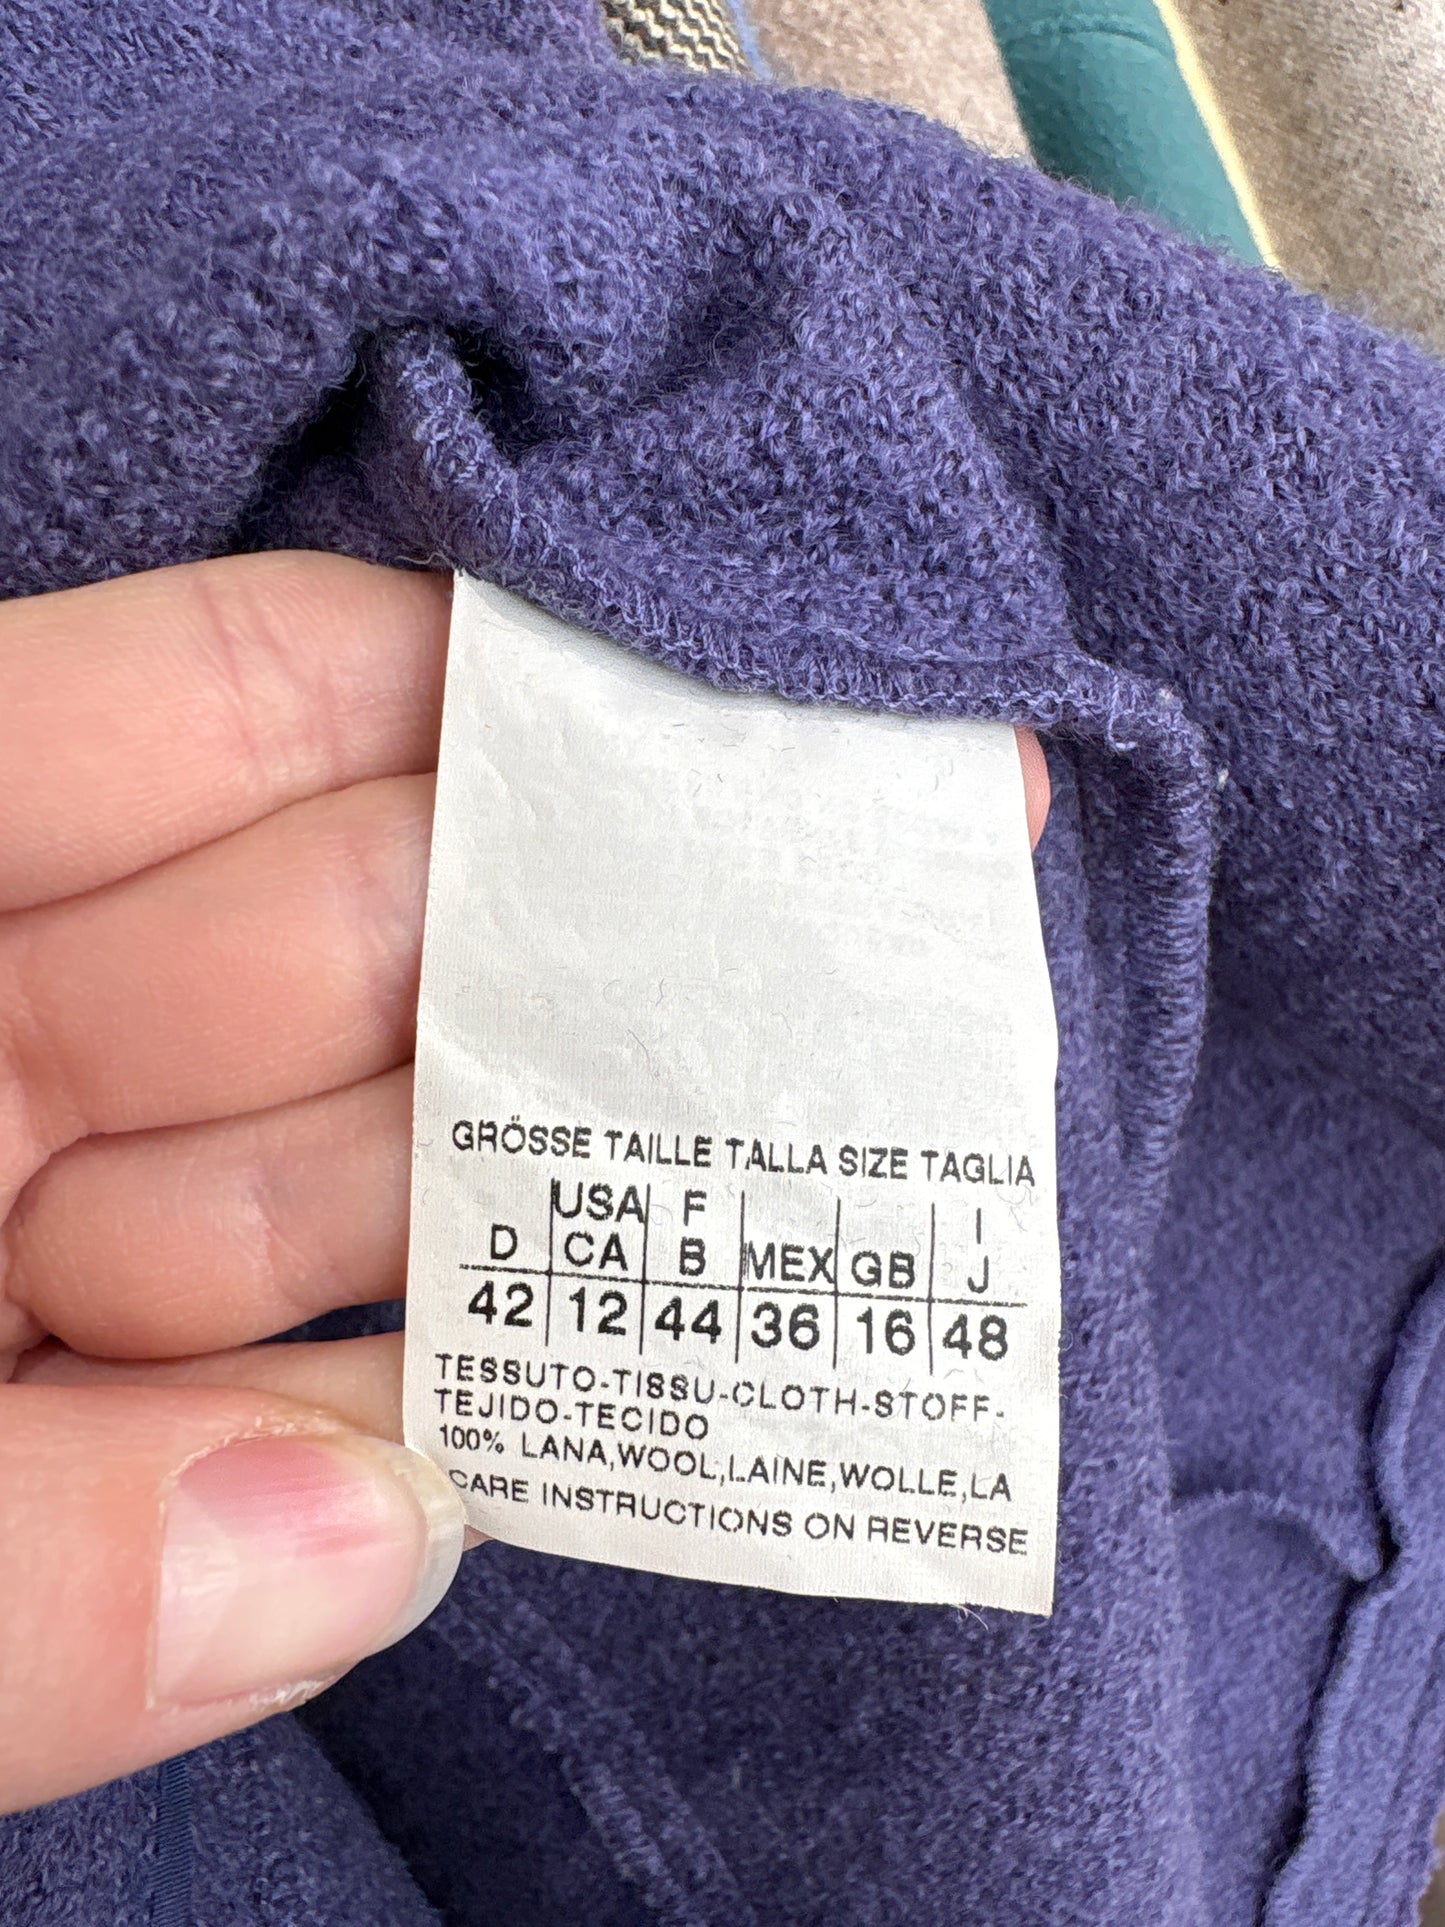 GRÖSSE TAILLE TALLA SIZE TAGLIA
USA F I
D CA B MEX GB J
42 12 44 36 16 48
TESSUTO-TISSU-CLOTH-STOFF-
TEJIDO-TECIDO
100% LANA,WOOL,LAINE,WOLLE,LA
CARE INSTRUCTIONS ON REVERSE